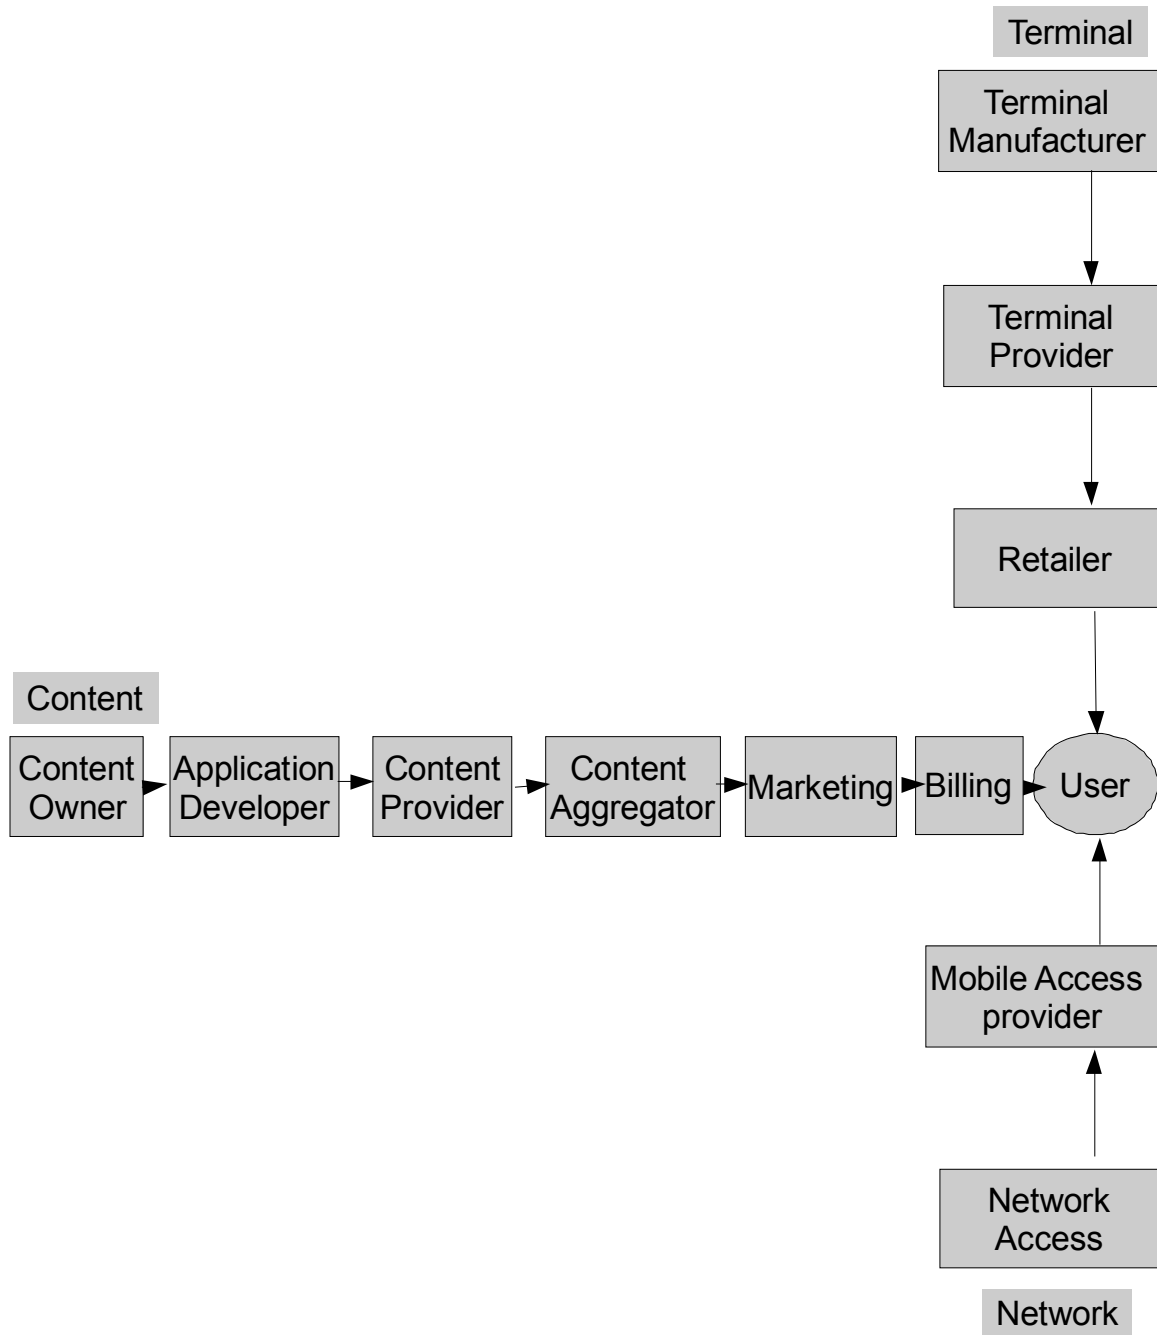 Terminal
Terminal
Manufacturer
Terminal
Provider
Retailer
Content
Content
Owner
Application
Developer
Content
Provider
Content
Aggregator
Marketing
Billing
User
Mobile Access
provider
Network
Access
Network